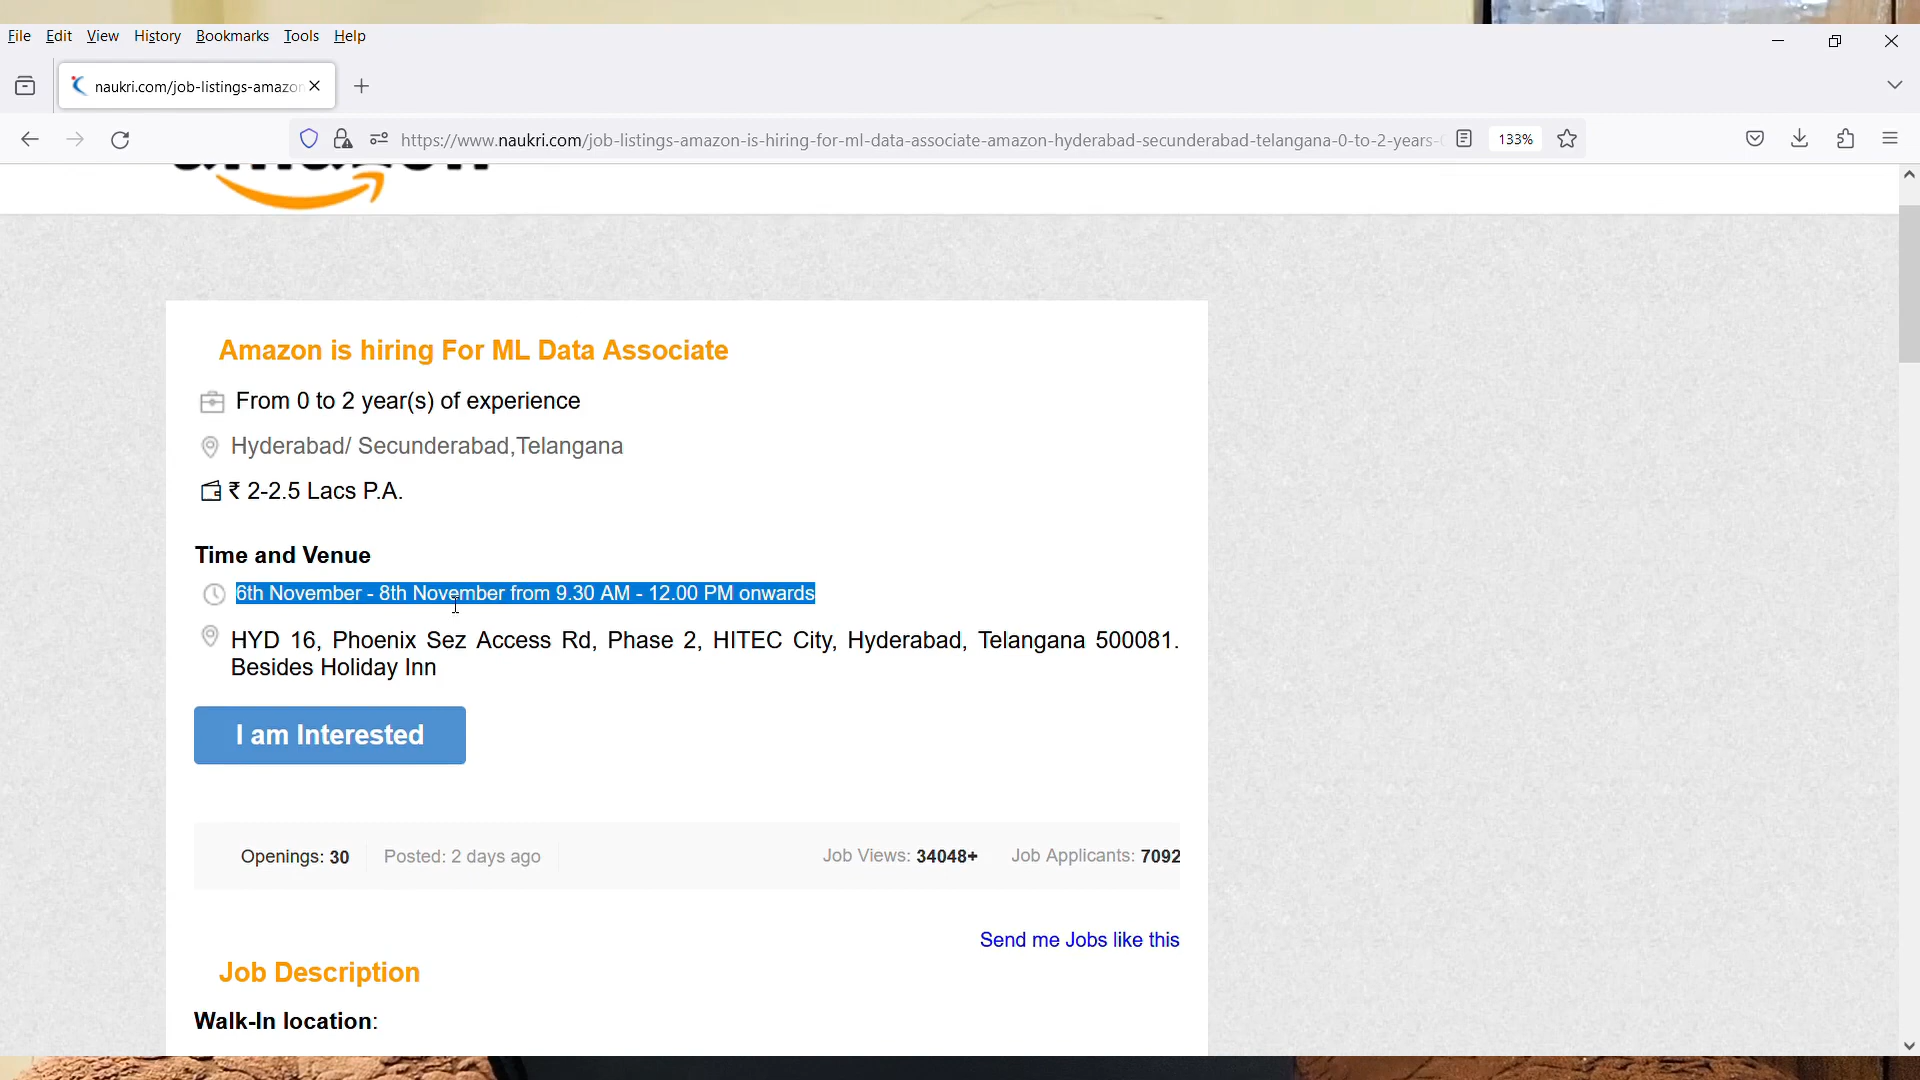 File Edit View History Bookmarks Tools Help
naukri.com/job-listings-amazon
https://www.naukri.com/job-listings-amazon-is-hiring-for-ml-data-associate-amazon-hyderabad-secunderabad-telangana-0-to-2-years-
133%
amazon
Amazon is hiring For ML Data Associate
From 0 to 2 year(s) of experience
Hyderabad/ Secunderabad,Telangana
₹ 2-2.5 Lacs P.A.
Time and Venue
6th November - 8th November from 9.30 AM - 12.00 PM onwards
HYD 16, Phoenix Sez Access Rd, Phase 2, HITEC City, Hyderabad, Telangana 500081.
Besides Holiday Inn
I am Interested
Openings: 30 Posted: 2 days ago Job Views: 34048+ Job Applicants: 7092
Send me Jobs like this
Job Description
Walk-In location: